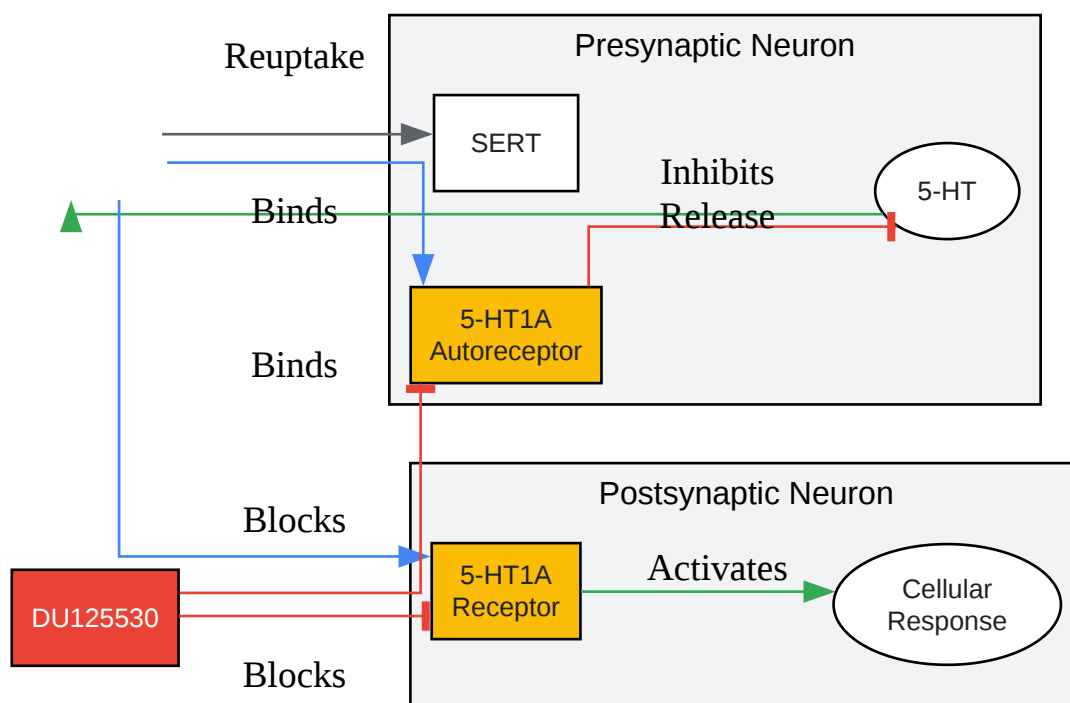 Presynaptic Neuron
Reuptake
SERT
Inhibits
Release
5-HT
Binds
5-HT1A
Autoreceptor
Binds
Postsynaptic Neuron
Blocks
5-HT1A
Receptor
Activates
Cellular
Response
DU125530
Blocks